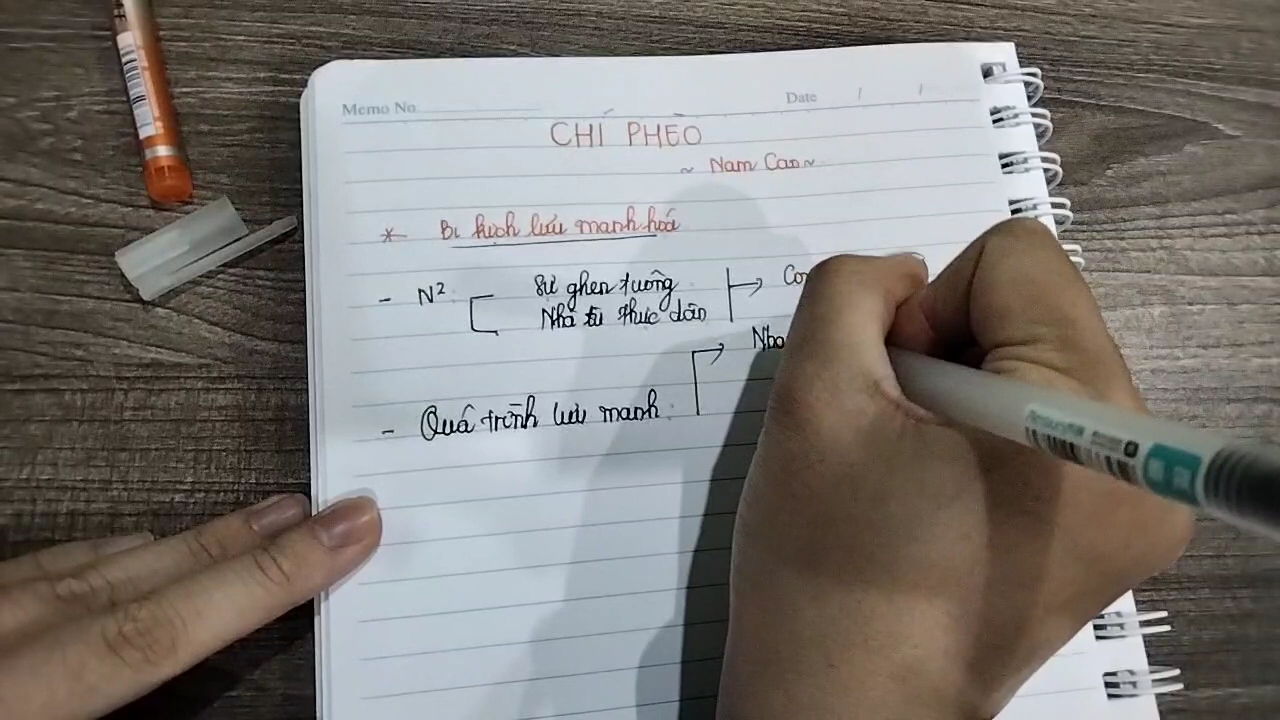 Memo No.
Date / /
CHÍ PHÈO
~ Nam Cao ~
* Bi kịch lưu manh hoá
- N²:
Sự ghen tuông
Nhà tù thực dân
- Quá trình lưu manh: